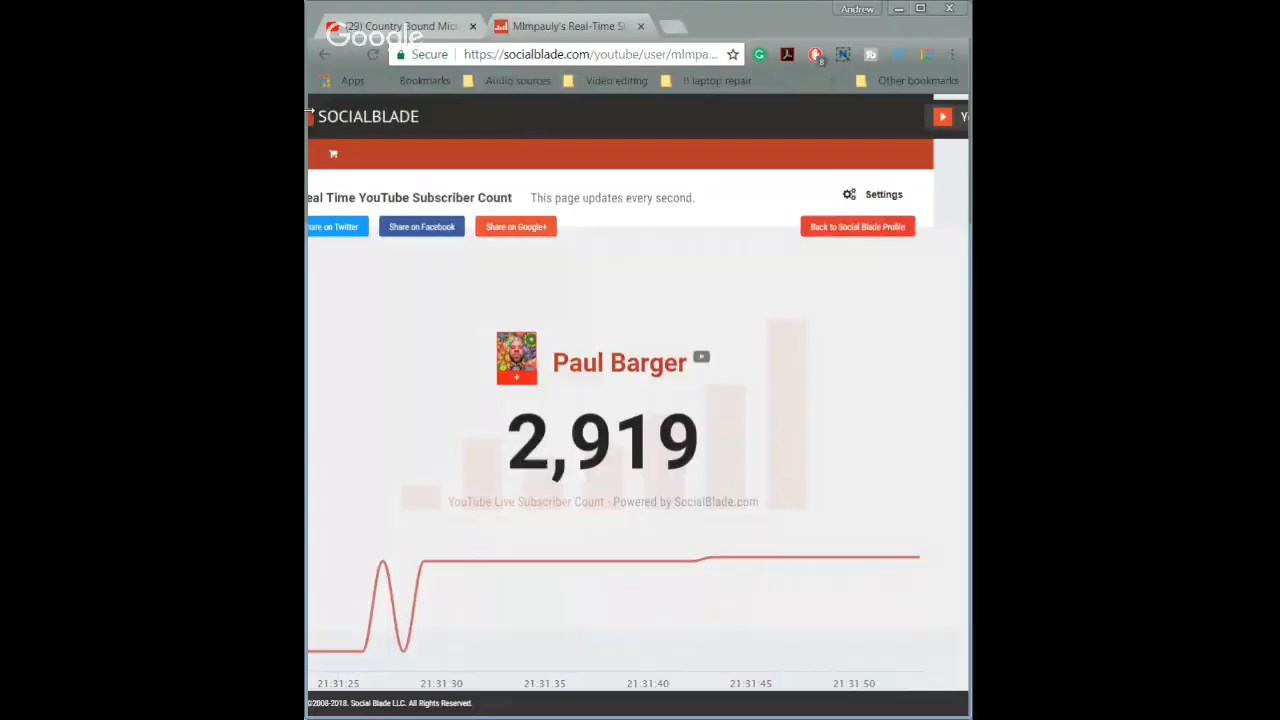 Andrew
(29) Country Bound Mic
Mlmpauly's Real-Time S
Google
Secure https://socialblade.com/youtube/user/mlmpa...
8
Apps Bookmarks Audio sources Video editing !! laptop repair Other bookmarks
SOCIALBLADE
eal Time YouTube Subscriber Count This page updates every second. Settings
hare on Twitter Share on Facebook Share on Google+ Back to Social Blade Profile
Paul Barger
2,919
YouTube Live Subscriber Count - Powered by SocialBlade.com
21:31:25 21:31:30 21:31:35 21:31:40 21:31:45 21:31:50
©2008-2018. Social Blade LLC. All Rights Reserved.